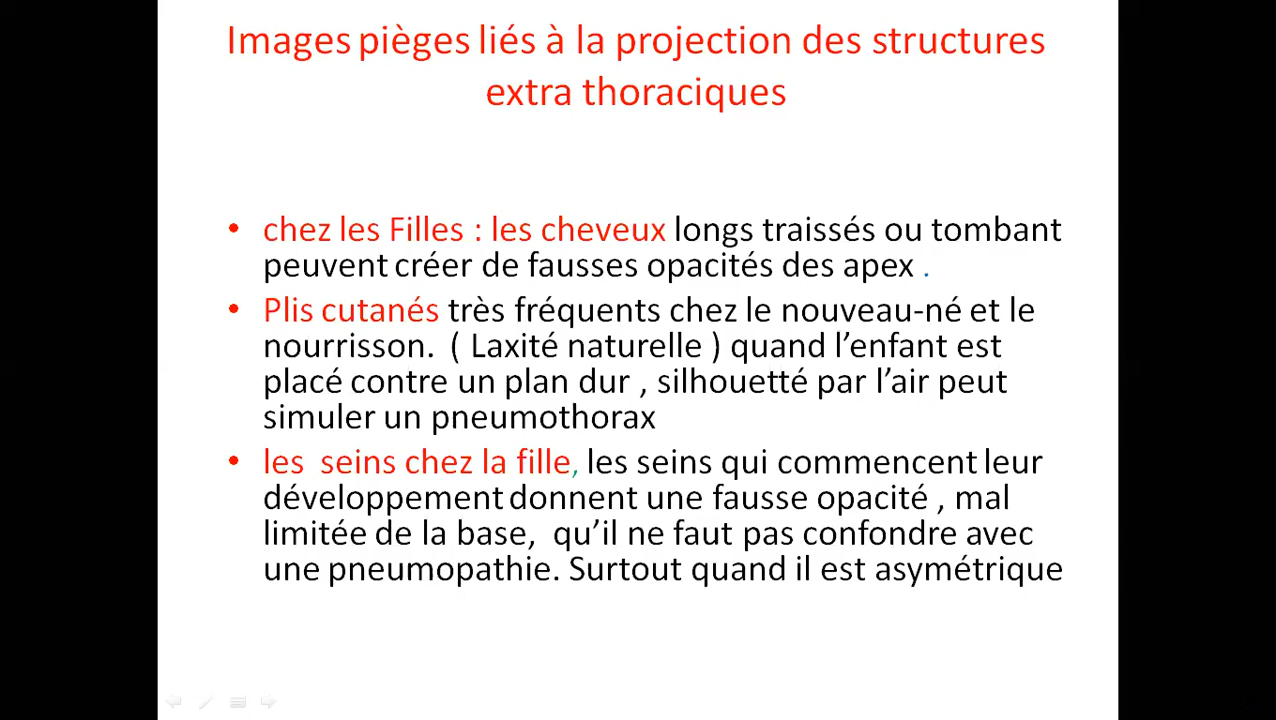 Images pièges liés à la projection des structures
extra thoraciques
• chez les Filles : les cheveux longs traissés ou tombant
peuvent créer de fausses opacités des apex .
• Plis cutanés très fréquents chez le nouveau-né et le
nourrisson. ( Laxité naturelle ) quand l’enfant est
placé contre un plan dur , silhouetté par l’air peut
simuler un pneumothorax
• les seins chez la fille, les seins qui commencent leur
développement donnent une fausse opacité , mal
limitée de la base, qu’il ne faut pas confondre avec
une pneumopathie. Surtout quand il est asymétrique